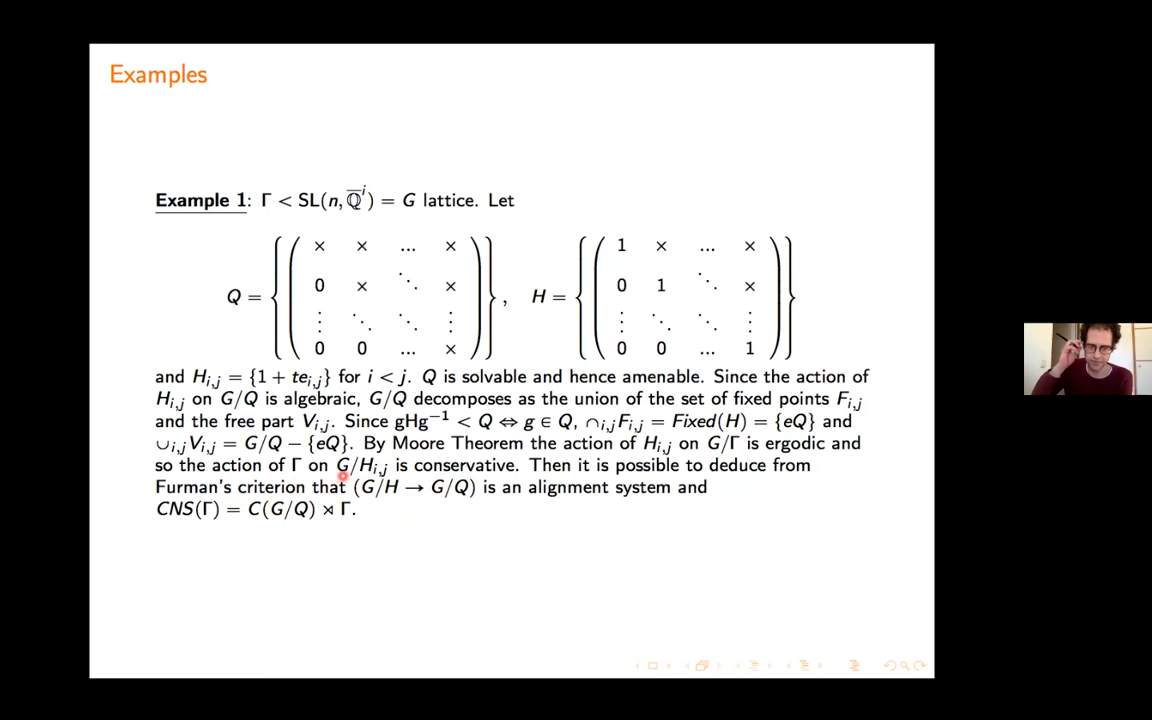 Examples
Example 1: Γ < SL(n, ℚ̅ⁱ) = G lattice. Let
Q = { ( × × ... × 
0 × ⋱ × 
⋮ ⋱ ⋱ ⋮ 
0 0 ... × ) } , H = { ( 1 × ... × 
0 1 ⋱ × 
⋮ ⋱ ⋱ ⋮ 
0 0 ... 1 ) }
and H_{i,j} = {1 + te_{i,j}} for i < j. Q is solvable and hence amenable. Since the action of
H_{i,j} on G/Q is algebraic, G/Q decomposes as the union of the set of fixed points F_{i,j}
and the free part V_{i,j}. Since gHg⁻¹ < Q ⇔ g ∈ Q, ∩_{i,j}F_{i,j} = Fixed(H) = {eQ} and
∪_{i,j}V_{i,j} = G/Q − {eQ}. By Moore Theorem the action of H_{i,j} on G/Γ is ergodic and
so the action of Γ on G/H_{i,j} is conservative. Then it is possible to deduce from
Furman's criterion that (G/H → G/Q) is an alignment system and
CNS(Γ) = C(G/Q) ⋊ Γ.